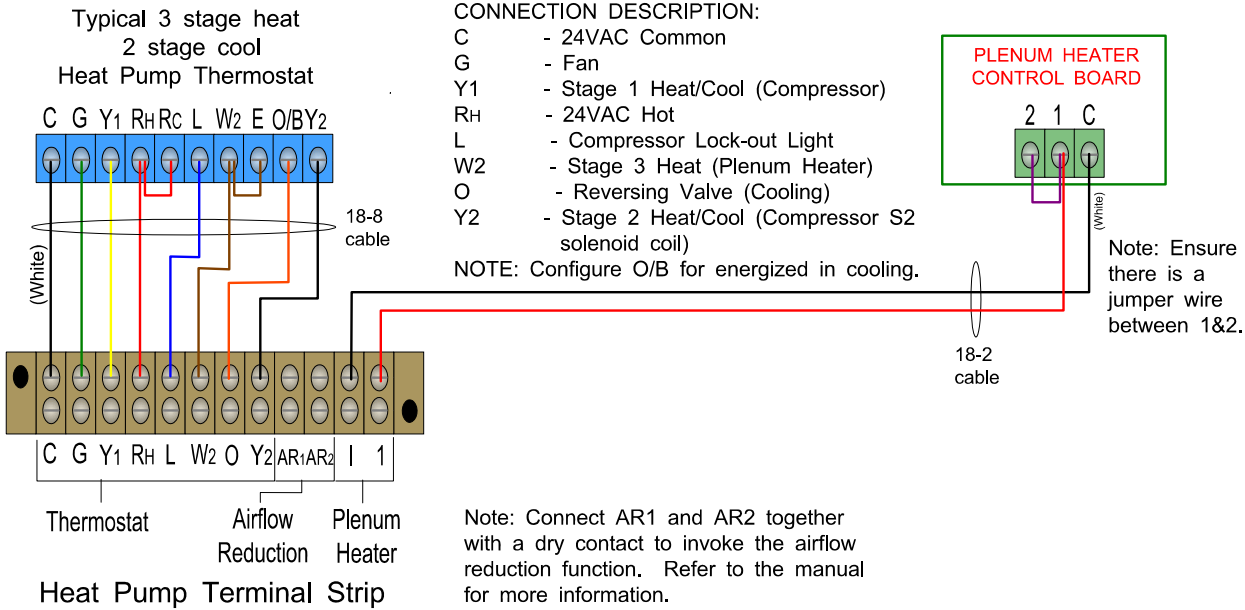 Typical 3 stage heat
2 stage cool
Heat Pump Thermostat
C G Y1 RH RC L W2 E O/B Y2
18-8
cable
(White)
CONNECTION DESCRIPTION:
C - 24VAC Common
G - Fan
Y1 - Stage 1 Heat/Cool (Compressor)
RH - 24VAC Hot
L - Compressor Lock-out Light
W2 - Stage 3 Heat (Plenum Heater)
O - Reversing Valve (Cooling)
Y2 - Stage 2 Heat/Cool (Compressor S2
solenoid coil)
NOTE: Configure O/B for energized in cooling.
PLENUM HEATER
CONTROL BOARD
2 1 C
(White)
Note: Ensure
there is a
jumper wire
between 1&2.
18-2
cable
C G Y1 RH L W2 O Y2 AR1 AR2 I 1
Thermostat
Airflow
Reduction
Plenum
Heater
Heat Pump Terminal Strip
Note: Connect AR1 and AR2 together
with a dry contact to invoke the airflow
reduction function. Refer to the manual
for more information.